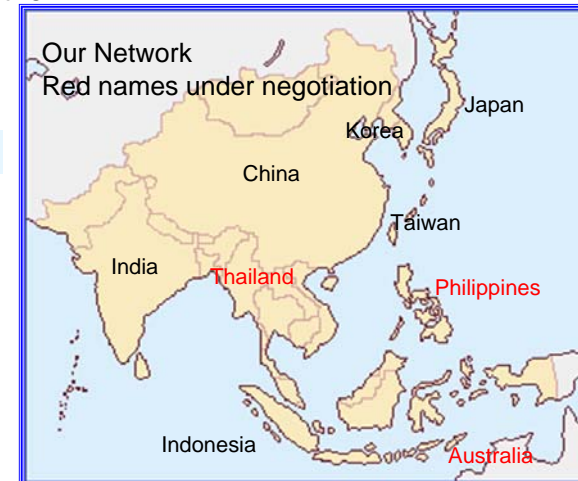 Our Network
Red names under negotiation
Japan
Korea
China
Taiwan
India
Thailand
Philippines
Indonesia
Australia